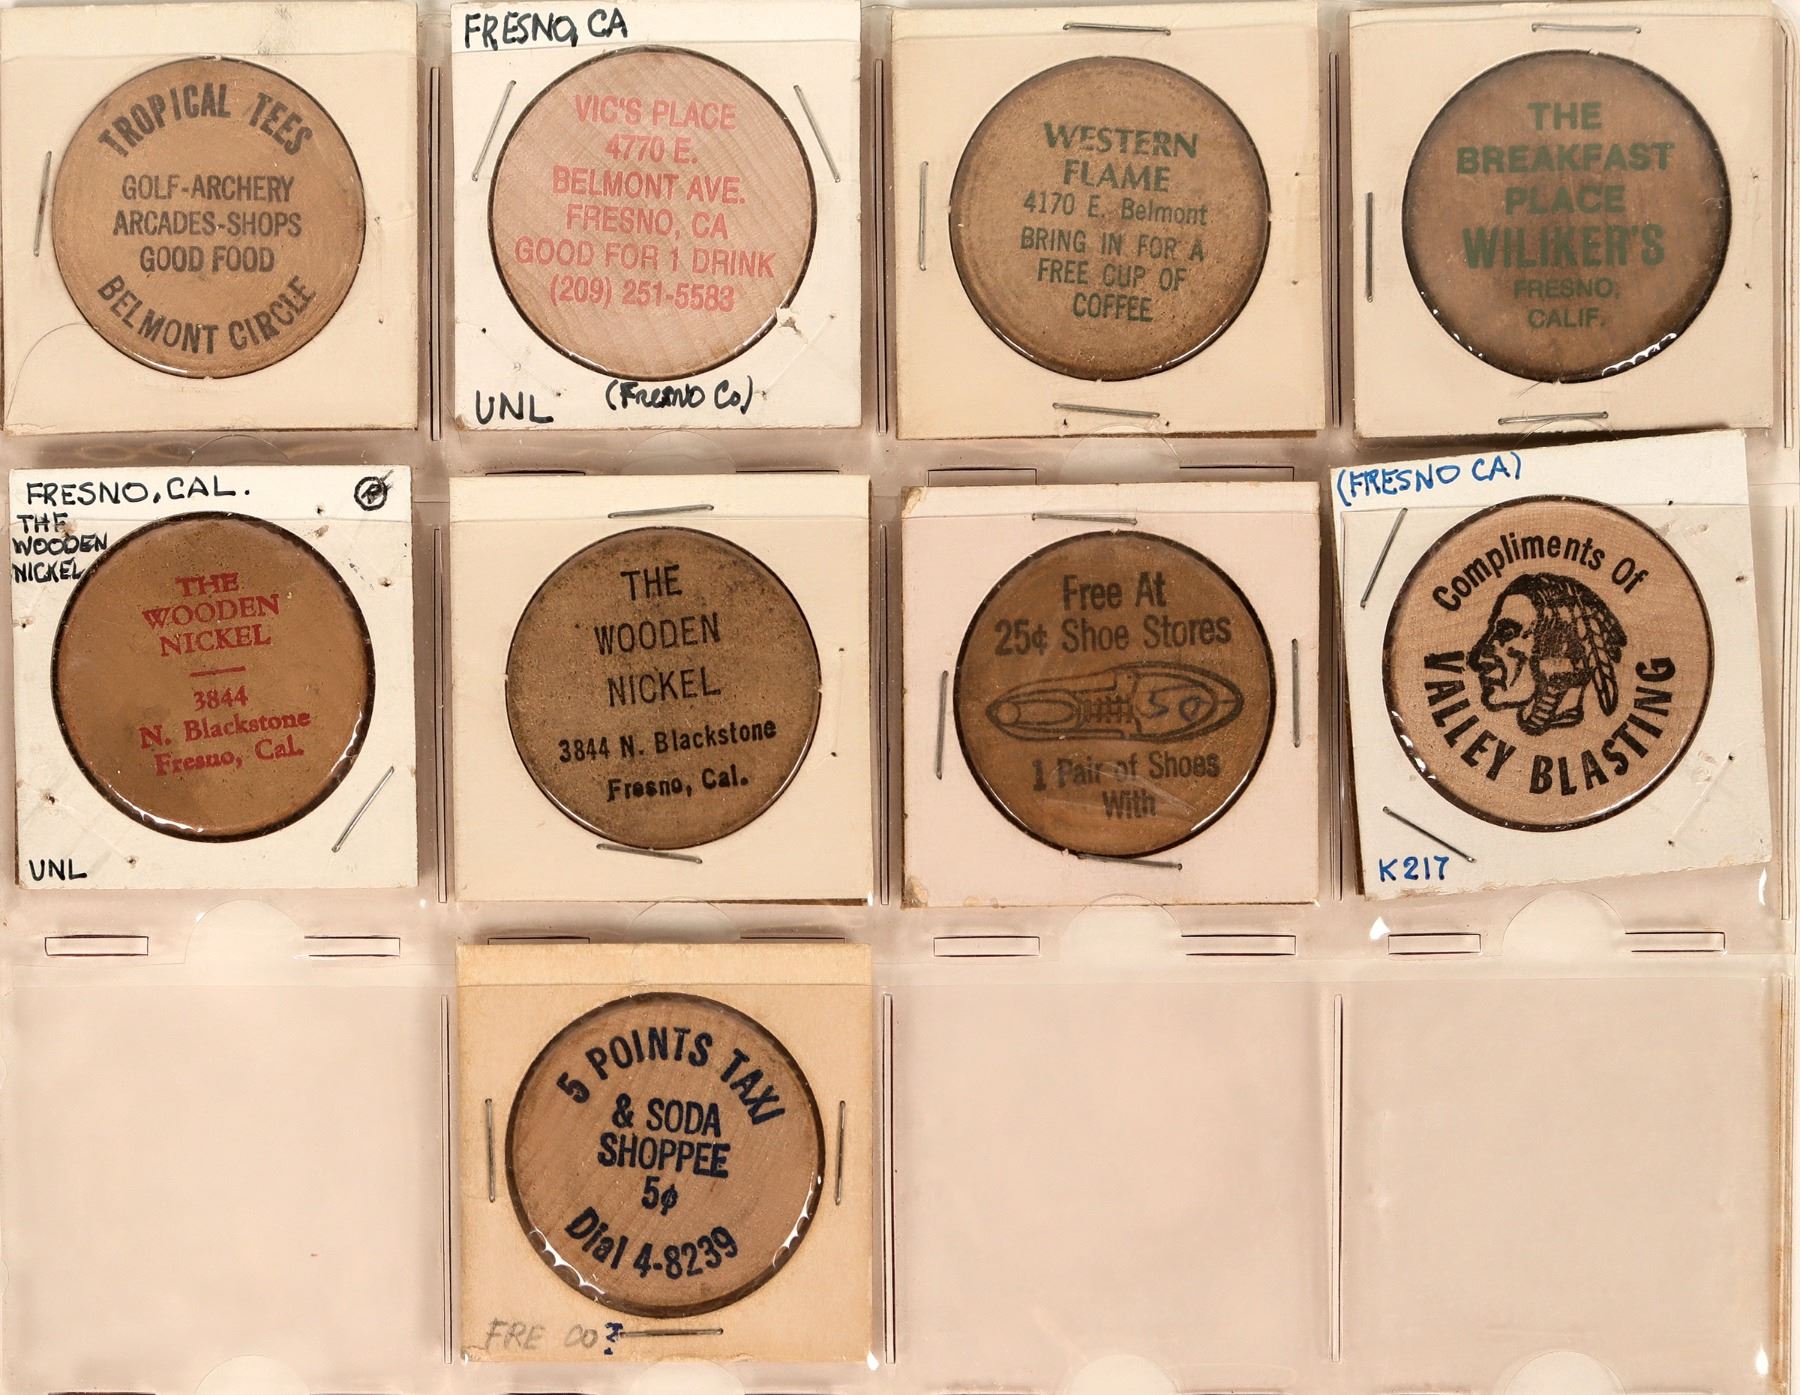 TROPICAL TEES
GOLF-ARCHERY
ARCADES-SHOPS
GOOD FOOD
BELMONT CIRCLE
FRESNO, CA
VIC'S PLACE
4770 E.
BELMONT AVE.
FRESNO, CA
GOOD FOR 1 DRINK
(209) 251-5583
UNL
(Fresno Co)
WESTERN
FLAME
4170 E. Belmont
BRING IN FOR A
FREE CUP OF
COFFEE
THE
BREAKFAST
PLACE
WILIKER'S
FRESNO,
CALIF.
FRESNO, CAL.
THE
WOODEN
NICKEL
THE
WOODEN
NICKEL
3844
N. Blackstone
Fresno, Cal.
UNL
THE
WOODEN
NICKEL
3844 N. Blackstone
Fresno, Cal.
Free At
25¢ Shoe Stores
1 Pair of Shoes
With
(FRESNO CA)
Compliments Of
VALLEY BLASTING
K217
5 POINTS TAXI
& SODA
SHOPPEE
5¢
Dial 4-8239
FRE CO?